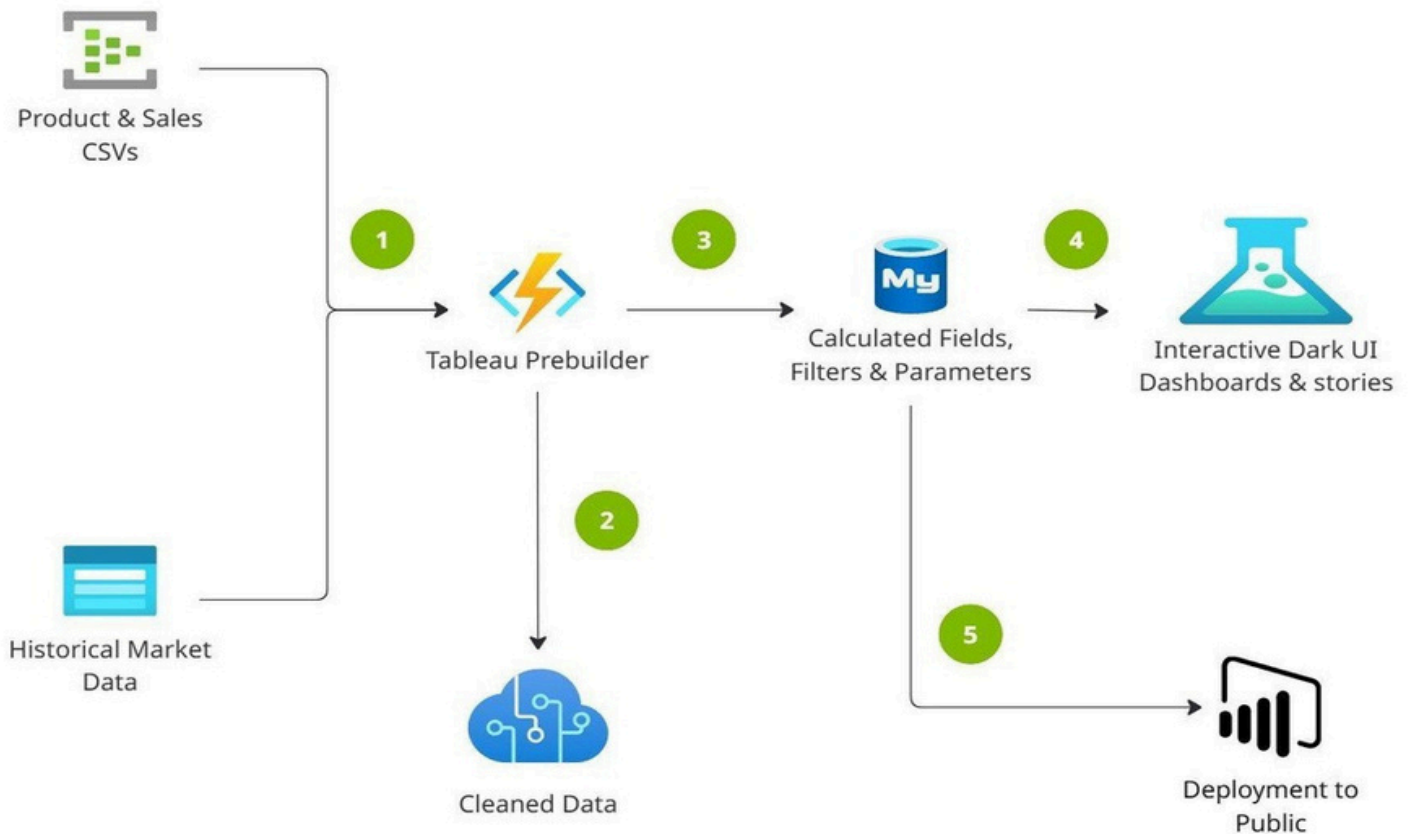 Product & Sales
CSVs
1
3
4
My
Tableau Prebuilder
Calculated Fields,
Filters & Parameters
Interactive Dark UI
Dashboards & stories
2
5
Historical Market
Data
Cleaned Data
Deployment to
Public